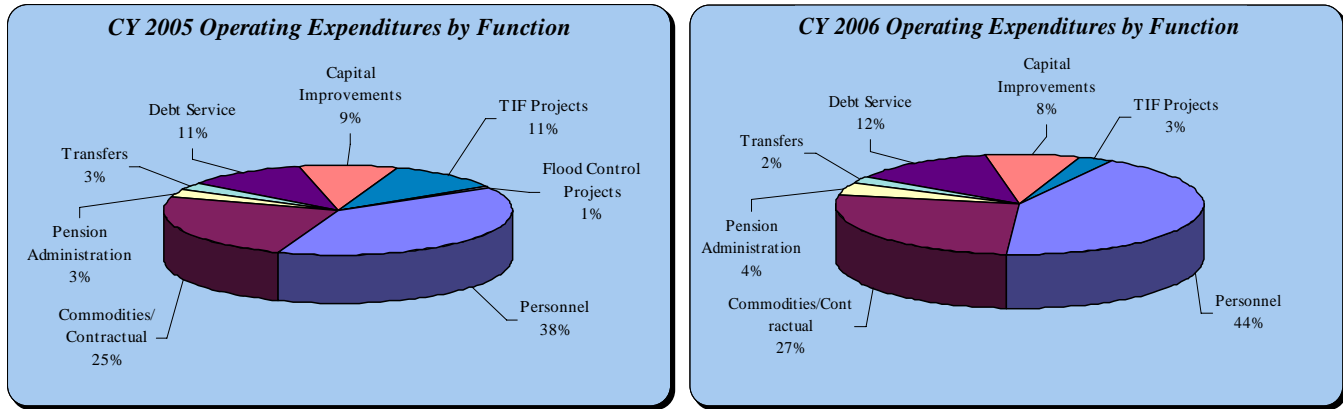 CY 2005 Operating Expenditures by Function
Capital
Improvements
9%
TIF Projects
11%
Debt Service
11%
Transfers
3%
Flood Control
Projects
1%
Pension
Administration
3%
Commodities/
Contractual
25%
Personnel
38%
CY 2006 Operating Expenditures by Function
Capital
Improvements
8%
TIF Projects
3%
Debt Service
12%
Transfers
2%
Pension
Administration
4%
Commodities/Cont
ractual
27%
Personnel
44%